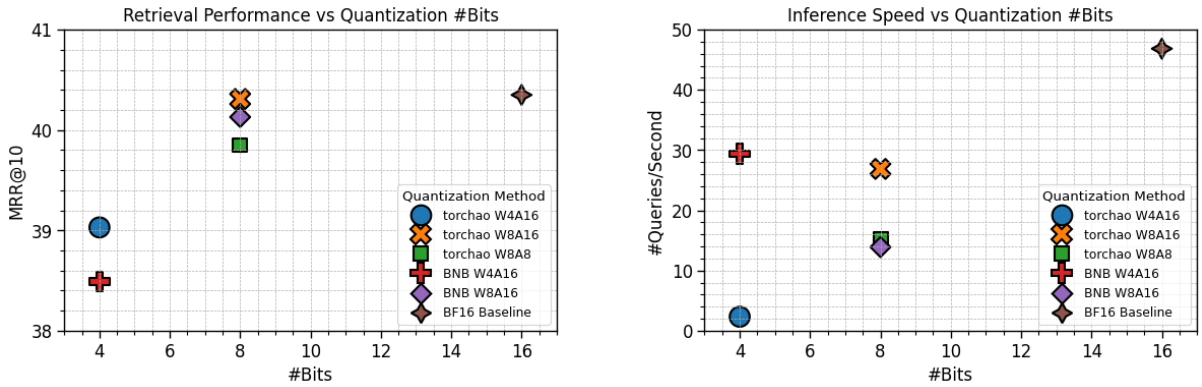 Retrieval Performance vs Quantization #Bits
41
40
39
38
MRR@10
4
6
8
10
12
14
16
#Bits
Quantization Method
torchao W4A16
torchao W8A16
torchao W8A8
BNB W4A16
BNB W8A16
BF16 Baseline
Inference Speed vs Quantization #Bits
50
40
30
20
10
0
#Queries/Second
4
6
8
10
12
14
16
#Bits
Quantization Method
torchao W4A16
torchao W8A16
torchao W8A8
BNB W4A16
BNB W8A16
BF16 Baseline